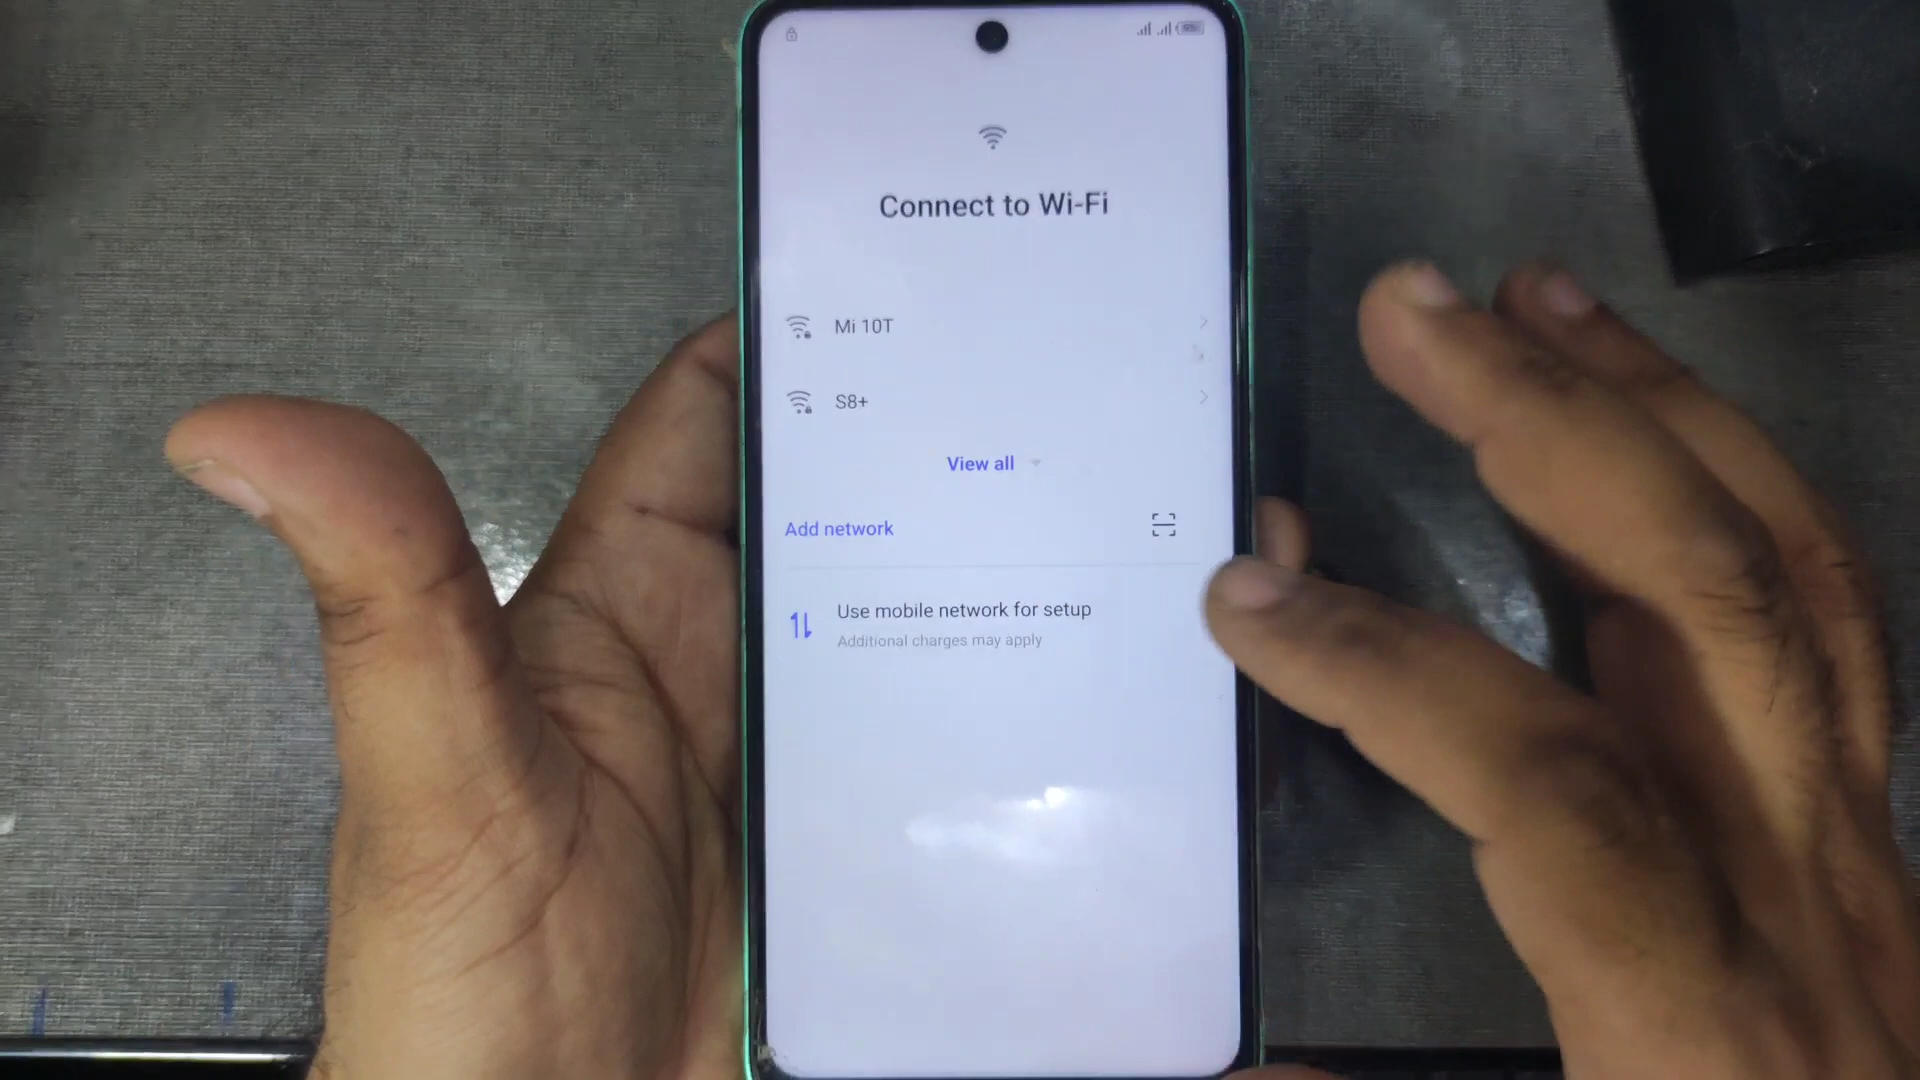 Connect to Wi-Fi
Mi 10T
S8+
View all
Add network
Use mobile network for setup
Additional charges may apply